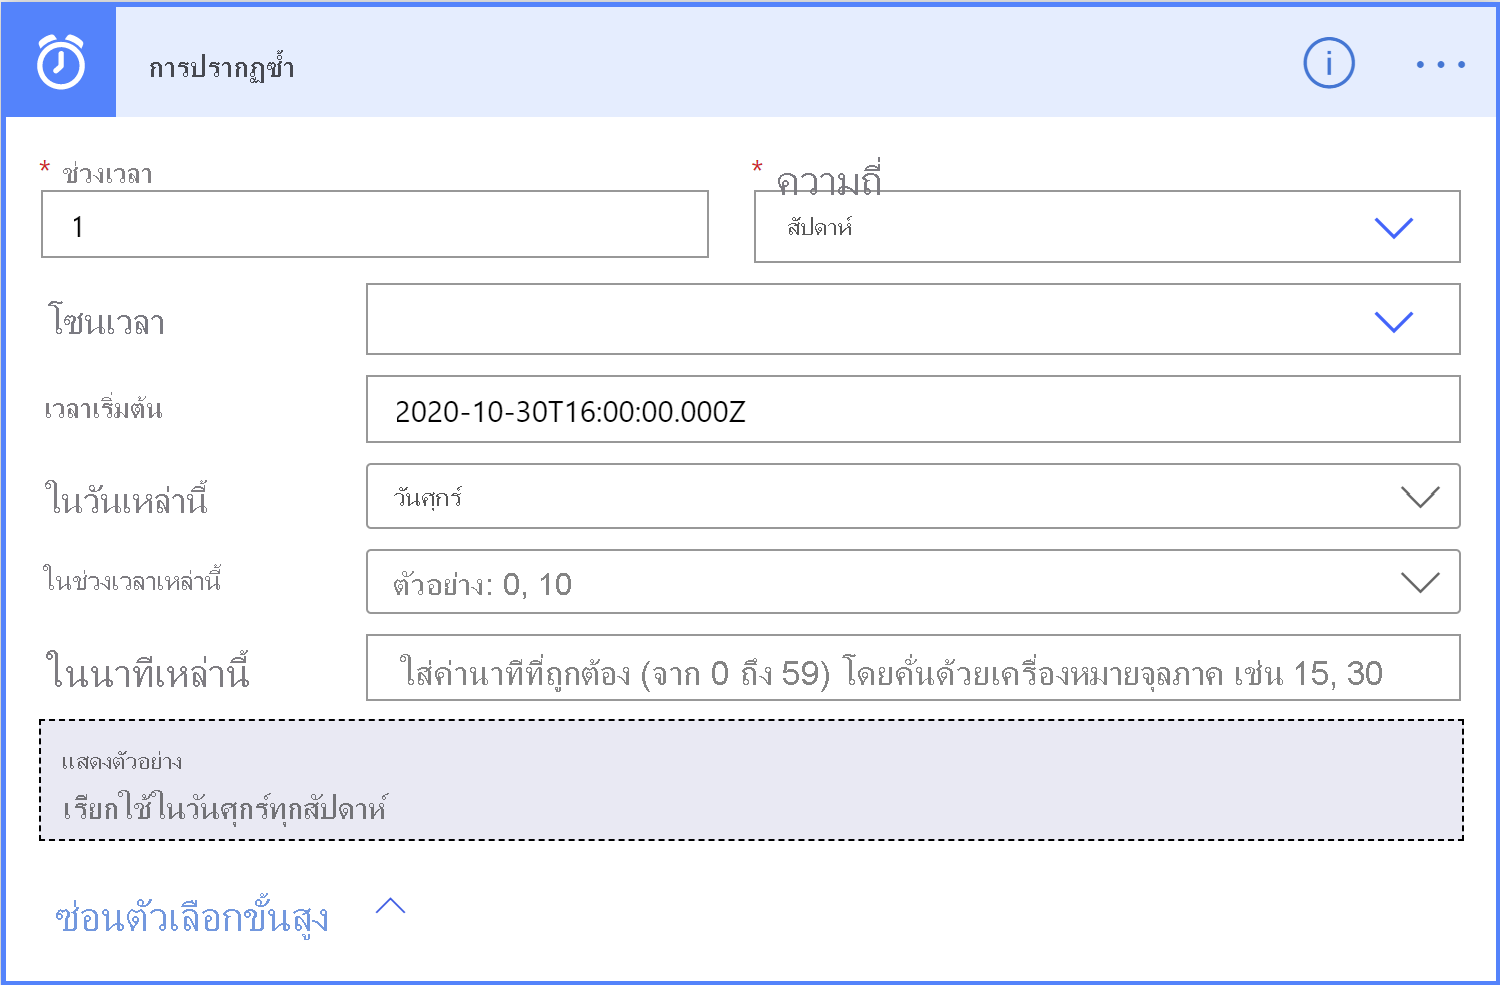 การปรากฏซ้ำ
* ช่วงเวลา
* ความถี่
1
สัปดาห์
โซนเวลา
เวลาเริ่มต้น
2020-10-30T16:00:00.000Z
ในวันเหล่านี้
วันศุกร์
ในช่วงเวลาเหล่านี้
ตัวอย่าง: 0, 10
ในนาทีเหล่านี้
ใส่ค่านาทีที่ถูกต้อง (จาก 0 ถึง 59) โดยคั่นด้วยเครื่องหมายจุลภาค เช่น 15, 30
แสดงตัวอย่าง
เรียกใช้ในวันศุกร์ทุกสัปดาห์
ซ่อนตัวเลือกขั้นสูง